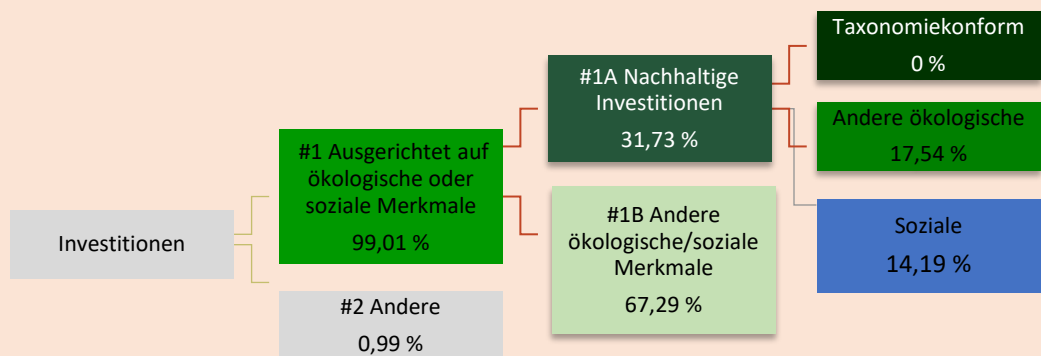 Investitionen
#1 Ausgerichtet auf
ökologische oder
soziale Merkmale
99,01 %
#2 Andere
0,99 %
#1A Nachhaltige
Investitionen
31,73 %
#1B Andere
ökologische/soziale
Merkmale
67,29 %
Taxonomiekonform
0 %
Andere ökologische
17,54 %
Soziale
14,19 %